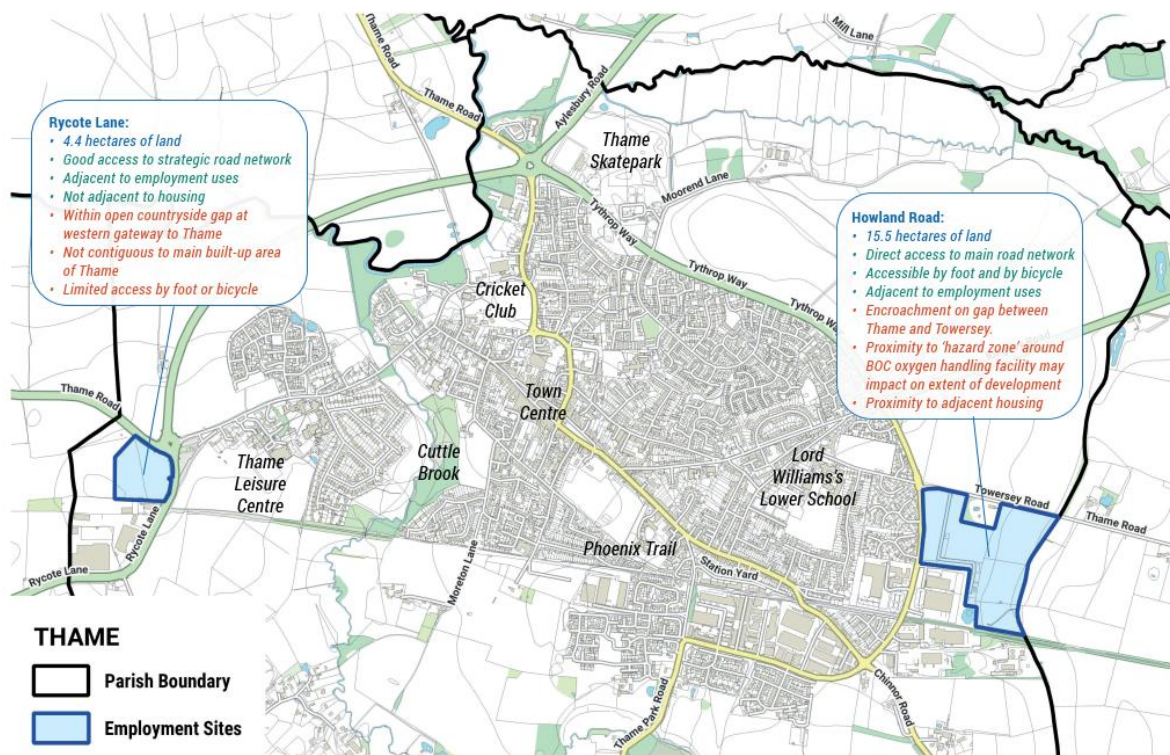 Mill Lane
Thame Road
Thame Road
Aylesbury Road
Thame
Skatepark
Moorend Lane
Rycote Lane:
• 4.4 hectares of land
• Good access to strategic road network
• Adjacent to employment uses
• Not adjacent to housing
• Within open countryside gap at
western gateway to Thame
• Not contiguous to main built-up area
of Thame
• Limited access by foot or bicycle
Howland Road:
• 15.5 hectares of land
• Direct access to main road network
• Accessible by foot and by bicycle
• Adjacent to employment uses
• Encroachment on gap between
Thame and Towersey.
• Proximity to ‘hazard zone’ around
BOC oxygen handling facility may
impact on extent of development
• Proximity to adjacent housing
Tythrop Way
Tythrop Way
Tythrop Wa
Road
Cricket
Club
Thame Road
Town
Centre
Cuttle
Brook
Thame
Leisure
Centre
Lord
Williams's
Lower School
Towersey Road
Thame Road
Phoenix Trail
Station Yard
Rycote Lane
Rycote Lane
Moreton Lane
Thame Park Road
Chinnor Road
THAME
Parish Boundary
Employment Sites